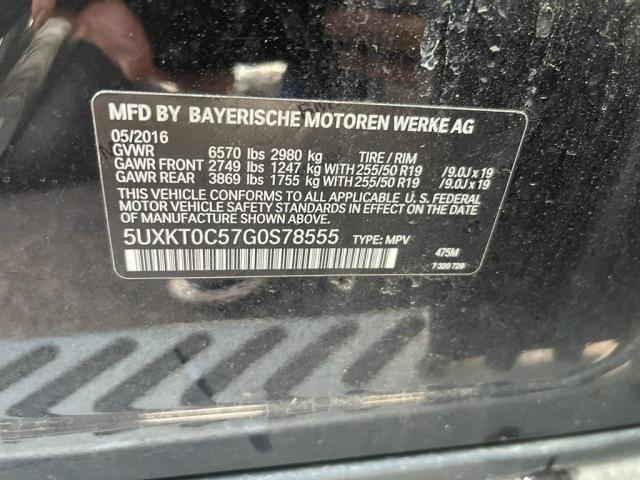 MFD BY BAYERISCHE MOTOREN WERKE AG
05/2016
GVWR 6570 lbs 2980 kg TIRE / RIM
GAWR FRONT 2749 lbs 1247 kg WITH 255/50 R19 /9.0J x 19
GAWR REAR 3869 lbs 1755 kg WITH 255/50 R19 /9.0J x 19
THIS VEHICLE CONFORMS TO ALL APPLICABLE U. S. FEDERAL
MOTOR VEHICLE SAFETY STANDARDS IN EFFECT ON THE DATE
OF MANUFACTURE SHOWN ABOVE.
5UXKT0C57G0S78555 TYPE: MPV 475M
7 320 729